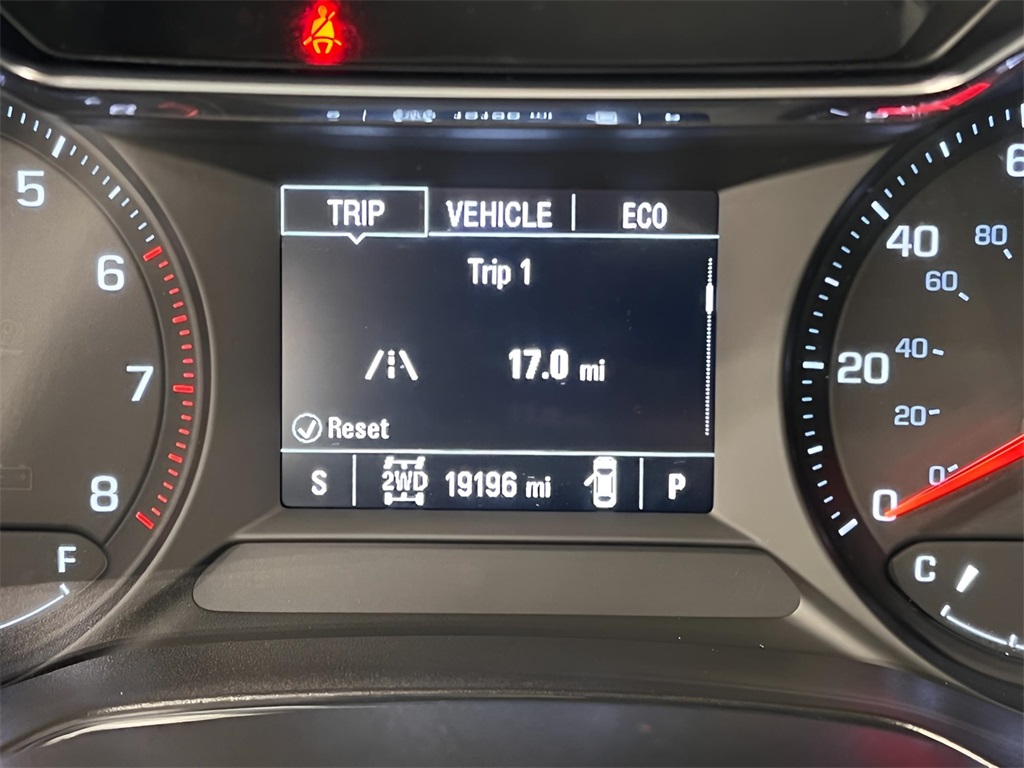 TRIP VEHICLE ECO
Trip 1
17.0 mi
Reset
S 2WD 19196 mi P
5
6
7
8
F
40
20
0
80
60
40
20
0
C